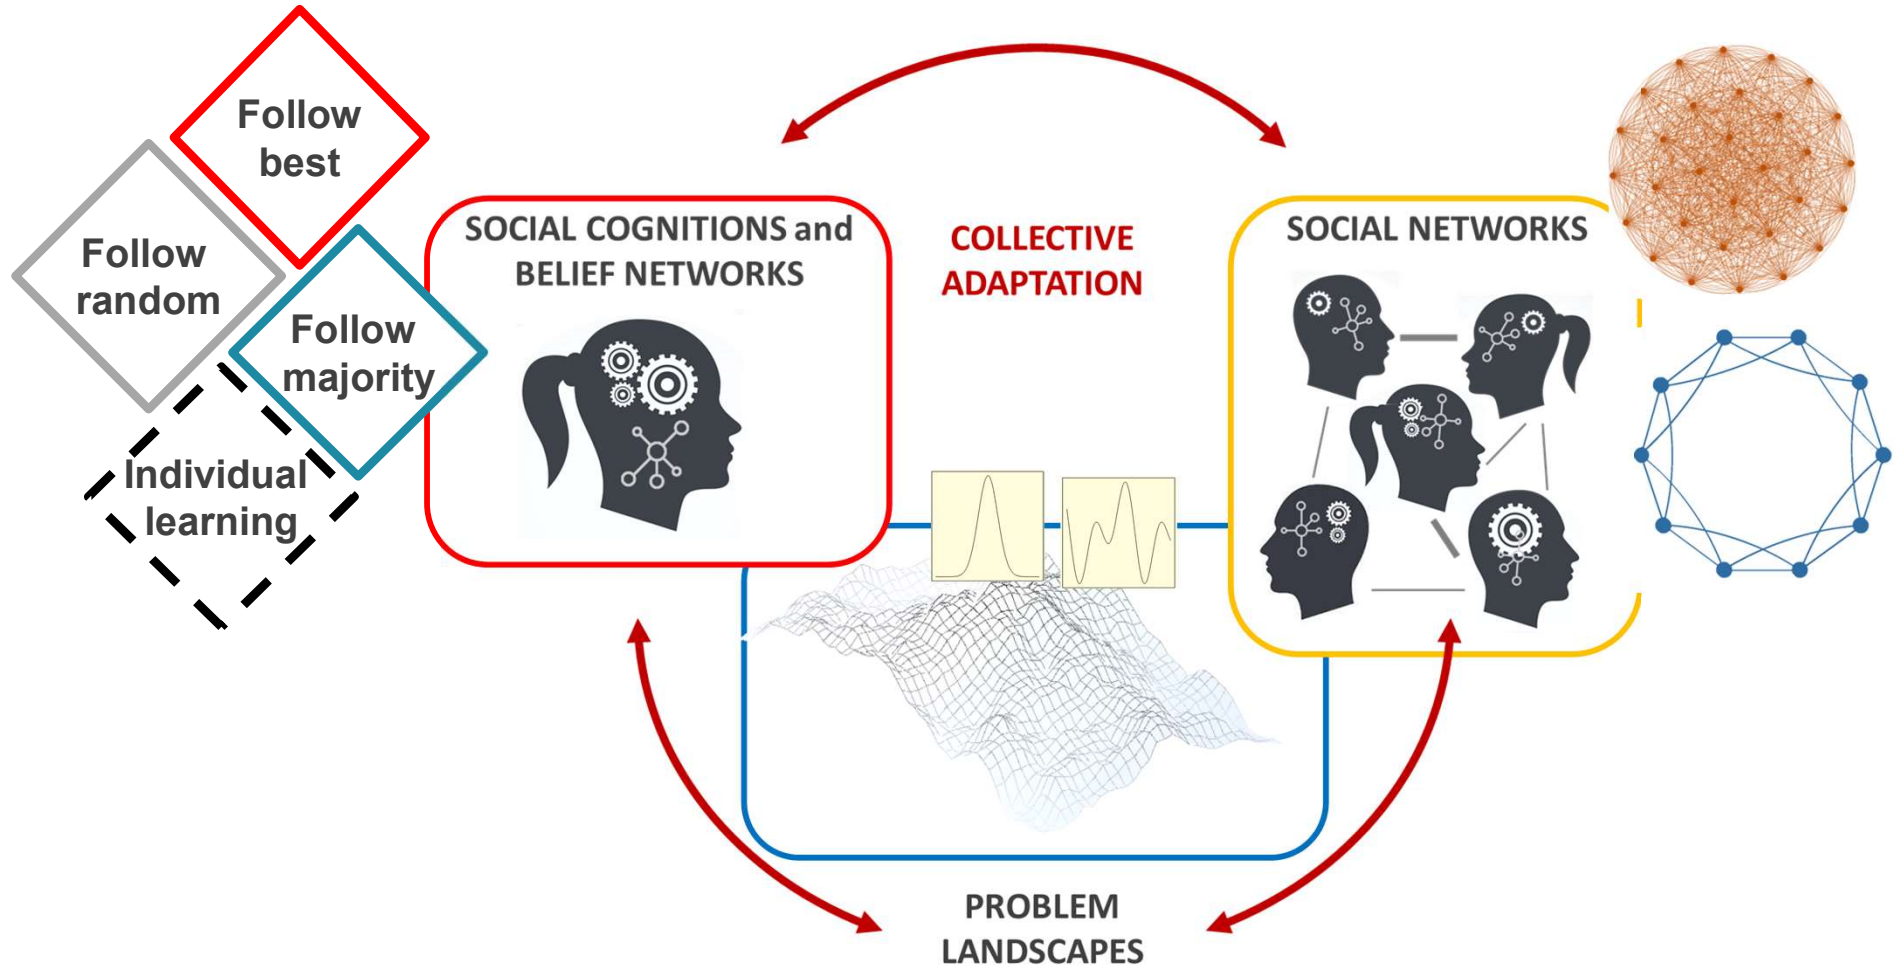 Follow
best
Follow
random
Follow
majority
Individual
learning
SOCIAL COGNITIONS and
BELIEF NETWORKS
COLLECTIVE
ADAPTATION
SOCIAL NETWORKS
PROBLEM
LANDSCAPES